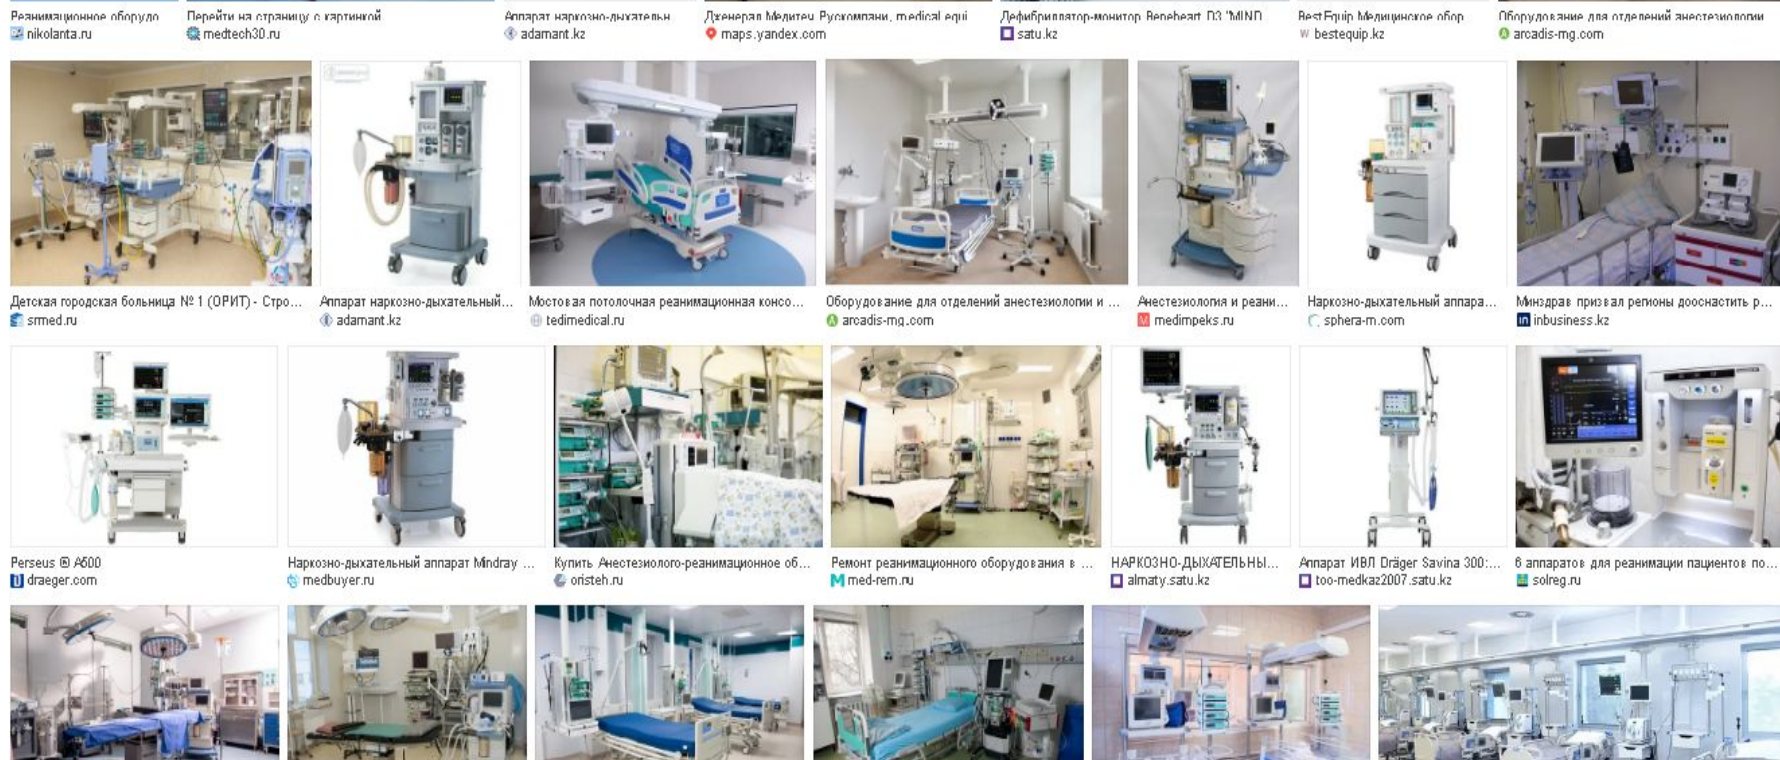 Реанимационное оборудо...
Перейти на страницу с картинкой
Аппарат наркозно-дыхательн...
Дженерал Медитеч Рускомпани, medical equi...
Дефибриллятор-монитор Beneheart D3 "MIND...
BestEquip Медицинское обор...
Оборудование для отделений анестезиологии...
nikolanta.ru
medtech30.ru
adamant.kz
maps.yandex.com
satu.kz
bestequip.kz
arcadis-mg.com
Детская городская больница № 1 (ОРИТ) - Стро...
Аппарат наркозно-дыхательный...
Мостовая потолочная реанимационная консо...
Оборудование для отделений анестезиологии и ...
Анестезиология и реани...
Наркозно-дыхательный аппара...
Минздрав призвал регионы дооснастить р...
srmed.ru
adamant.kz
tedimedical.ru
arcadis-mg.com
medimpeks.ru
sphera-m.com
inbusiness.kz
Perseus ® A500
Наркозно-дыхательный аппарат Mindray ...
Купить Анестезиолого-реанимационное об...
Ремонт реанимационного оборудования в ...
НАРКОЗНО-ДЫХАТЕЛЬНЫ...
Аппарат ИВЛ Dräger Savina 300:...
6 аппаратов для реанимации пациентов по...
draeger.com
medbuyer.ru
oristeh.ru
med-rem.ru
almaty.satu.kz
too-medkaz2007.satu.kz
solreg.ru